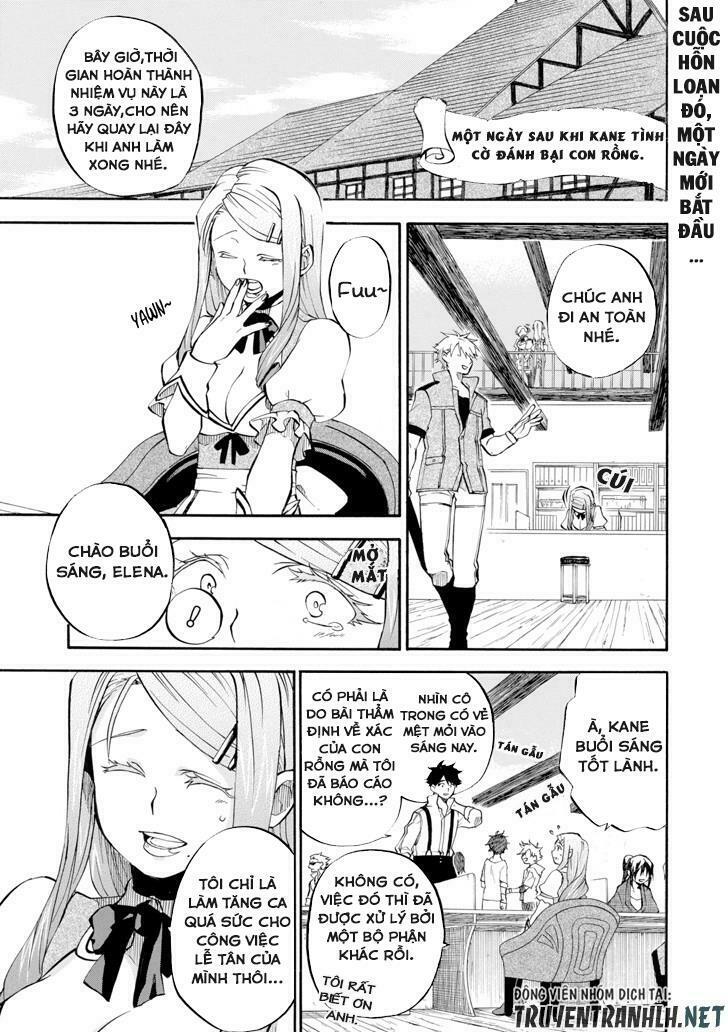 SAU
CUỘC
HỖN
LOẠN
ĐÓ,
MỘT
NGÀY
MỚI
BẮT
ĐẦU
...
MỘT NGÀY SAU KHI KANE TÌNH
CỜ ĐÁNH BẠI CON RỒNG.
BÂY GIỜ,THỜI
GIAN HOÀN THÀNH
NHIỆM VỤ NÀY LÀ
3 NGÀY,CHO NÊN
HÃY QUAY LẠI ĐÂY
KHI ANH LÀM
XONG NHÉ.
CHÚC ANH
ĐI AN TOÀN
NHÉ.
CÚI
Fuu~
YAWN~
MỞ
MẮT
CHÀO BUỔI
SÁNG, ELENA.
!
À, KANE
BUỔI SÁNG
TỐT LÀNH.
NHÌN CÔ
TRONG CÓ VẺ
MỆT MỎI VÀO
SÁNG NAY.
CÓ PHẢI LÀ
DO BÀI THẨM
ĐỊNH VỀ XÁC
CỦA CON
RỒNG MÀ TÔI
ĐÃ BÁO CÁO
KHÔNG...?
TÁN GẪU
TÁN GẪU
KHÔNG CÓ,
VIỆC ĐÓ THÌ ĐÃ
ĐƯỢC XỬ LÝ BỞI
MỘT BỘ PHẬN
KHÁC RỒI.
TÔI RẤT
BIẾT ƠN
ANH.
TÔI CHỈ LÀ
LÀM TĂNG CA
QUÁ SỨC CHO
CÔNG VIỆC
LỄ TÂN CỦA
MÌNH THÔI...
ĐỘNG VIÊN NHÓM DỊCH TẠI:
TRUYENTRANHLH.NET